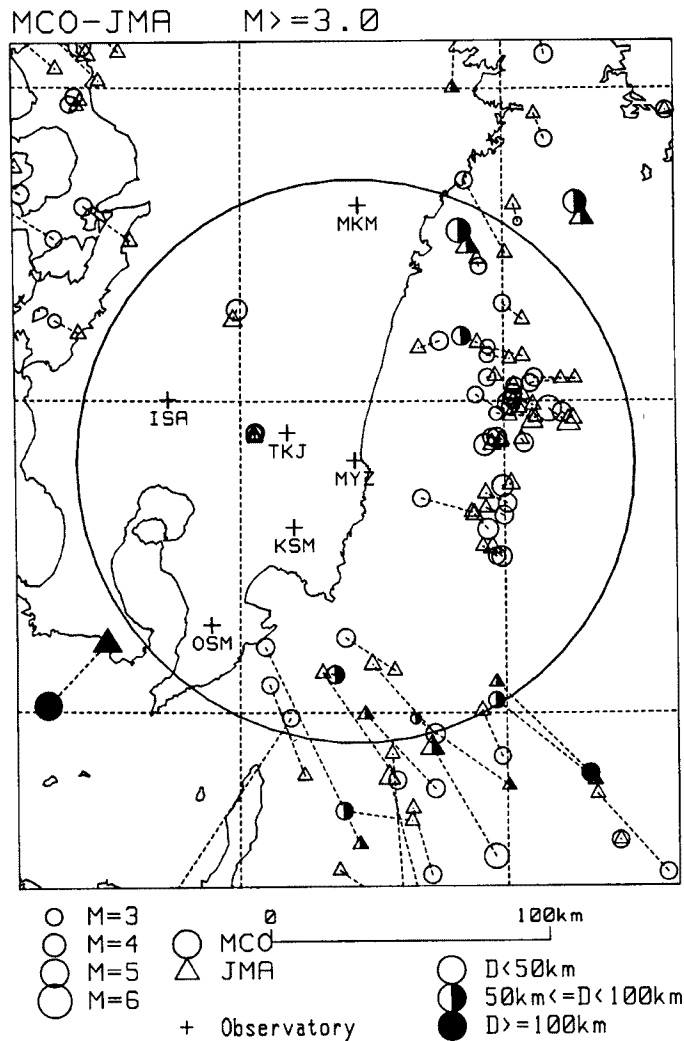 MCO-JMA M>=3.0
MKM
ISA
TKJ
MYZ
KSM
OSM
0 100km
M=3
M=4
M=5
M=6
MCO
JMA
+ Observatory
D<50km
50km<=D<100km
D>=100km